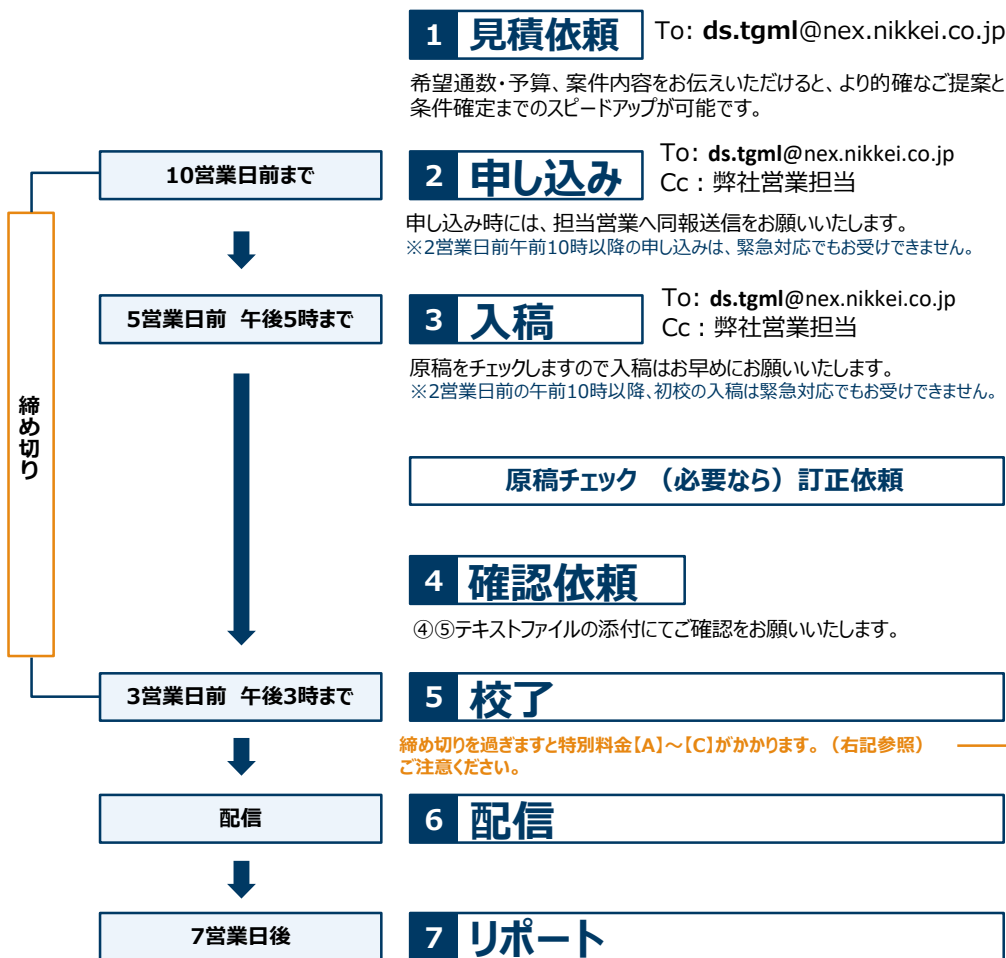 1 見積依頼 To: ds.tgml@nex.nikkei.co.jp
希望通数・予算、案件内容をお伝えいただけると、より的確なご提案と
条件確定までのスピードアップが可能です。
10営業日前まで
2 申し込み To: ds.tgml@nex.nikkei.co.jp
Cc：弊社営業担当
申し込み時には、担当営業へ同報送信をお願いいたします。
※2営業日前午前10時以降の申し込みは、緊急対応でもお受けできません。
5営業日前 午後5時まで
3 入稿 To: ds.tgml@nex.nikkei.co.jp
Cc：弊社営業担当
原稿をチェックしますので入稿はお早めにお願いいたします。
※2営業日前の午前10時以降、初校の入稿は緊急対応でもお受けできません。
締め切り
原稿チェック （必要なら）訂正依頼
4 確認依頼
④⑤テキストファイルの添付にてご確認をお願いいたします。
3営業日前 午後3時まで
5 校了
締め切りを過ぎますと特別料金【A】～【C】がかかります。（右記参照）
ご注意ください。
配信
6 配信
7営業日後
7 リポート